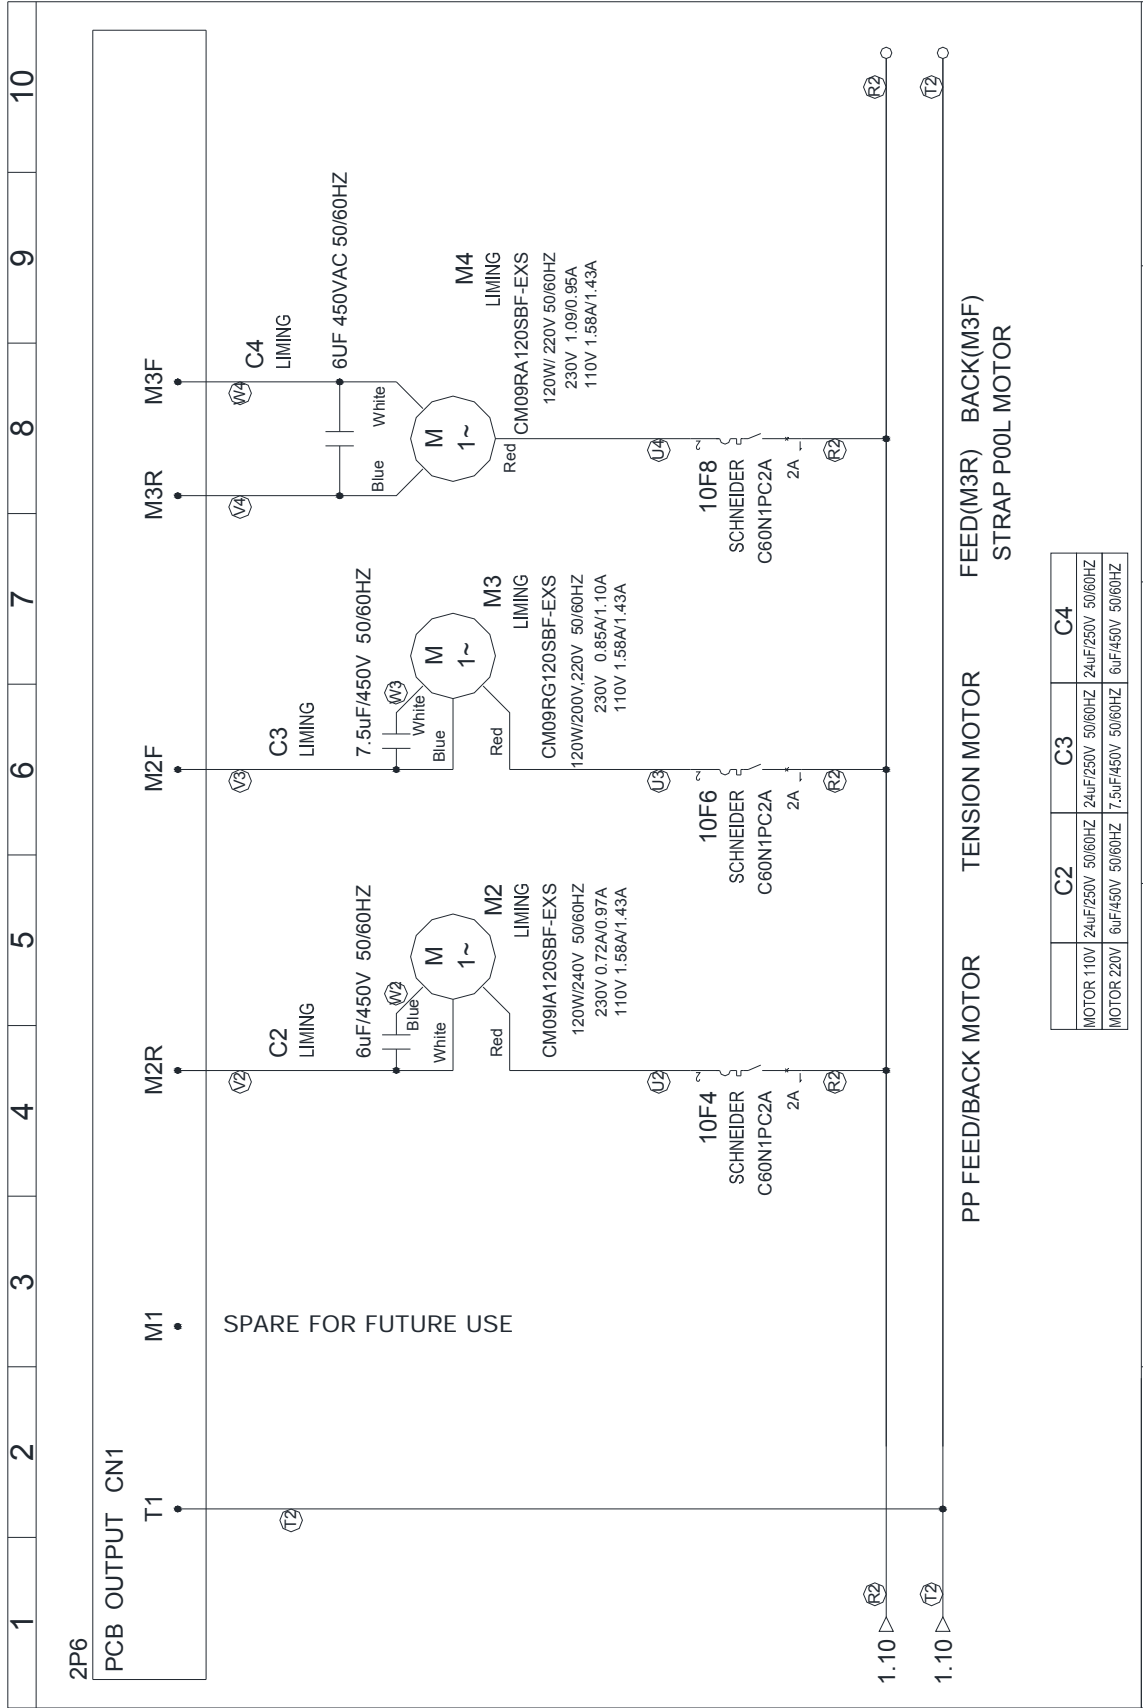 1 2 3 4 5 6 7 8 9 10
2P6
PCB OUTPUT CN1
T1
M1
M2R
M2F
M3R
M3F
SPARE FOR FUTURE USE
T2
V2
C2
LIMING
6uF/450V 50/60HZ
W2
Blue
White
Red
M
1~
M2
LIMING
CM09IA120SBF-EXS
120W/240V 50/60HZ
230V 0.72A/0.97A
110V 1.58A/1.43A
U2
10F4
SCHNEIDER
C60N1PC2A
2
1
2A
R2
V3
C3
LIMING
7.5uF/450V 50/60HZ
W3
White
Blue
Red
M
1~
M3
LIMING
CM09RG120SBF-EXS
120W/200V,220V 50/60HZ
230V 0.85A/1.10A
110V 1.58A/1.43A
U3
10F6
SCHNEIDER
C60N1PC2A
2
1
2A
R2
V4
W4
C4
LIMING
6UF 450VAC 50/60HZ
Blue
White
Red
M
1~
M4
LIMING
CM09RA120SBF-EXS
120W/ 220V 50/60HZ
230V 1.09/0.95A
110V 1.58A/1.43A
U4
10F8
SCHNEIDER
C60N1PC2A
2
1
2A
R2
1.10
R2
R2
1.10
T2
T2
PP FEED/BACK MOTOR
TENSION MOTOR
FEED(M3R) BACK(M3F)
STRAP P00L MOTOR
C2 C3 C4
MOTOR 110V 24uF/250V 50/60HZ 24uF/250V 50/60HZ 24uF/250V 50/60HZ
MOTOR 220V 6uF/450V 50/60HZ 7.5uF/450V 50/60HZ 6uF/450V 50/60HZ